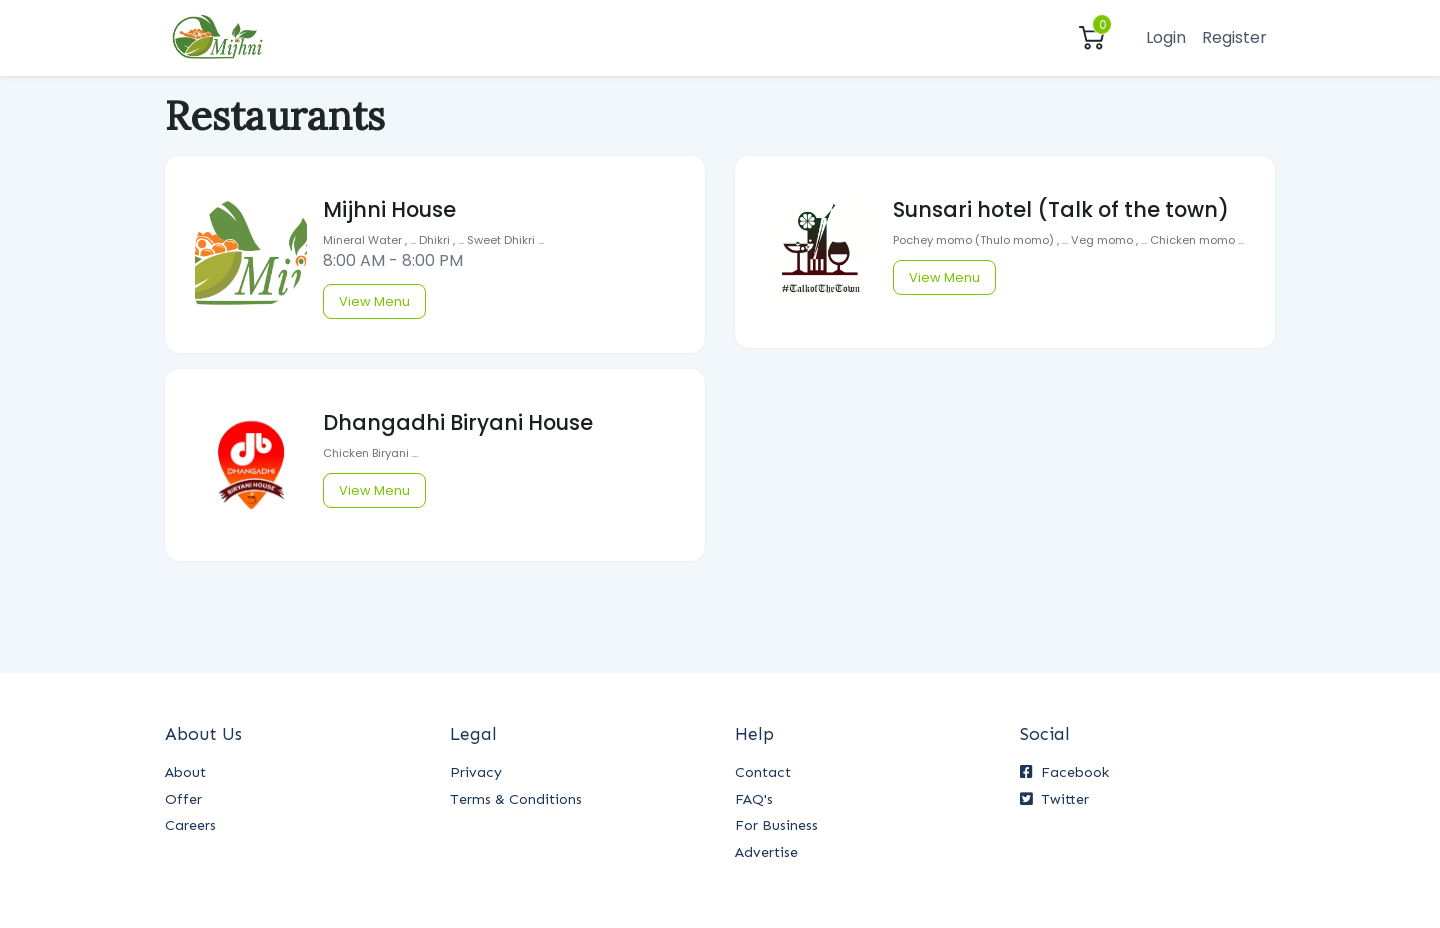 Mijhni
0
Login
Register
Restaurants
Mijhni House
Mineral Water , ... Dhikri , ... Sweet Dhikri ...
8:00 AM - 8:00 PM
View Menu
Mij
Sunsari hotel (Talk of the town)
Pochey momo (Thulo momo) , ... Veg momo , ... Chicken momo ...
View Menu
#TalkofTheTown
Dhangadhi Biryani House
Chicken Biryani ...
View Menu
db
DHANGADHI
BIRYANI HOUSE
About Us
About
Offer
Careers
Legal
Privacy
Terms & Conditions
Help
Contact
FAQ's
For Business
Advertise
Social
Facebook
Twitter